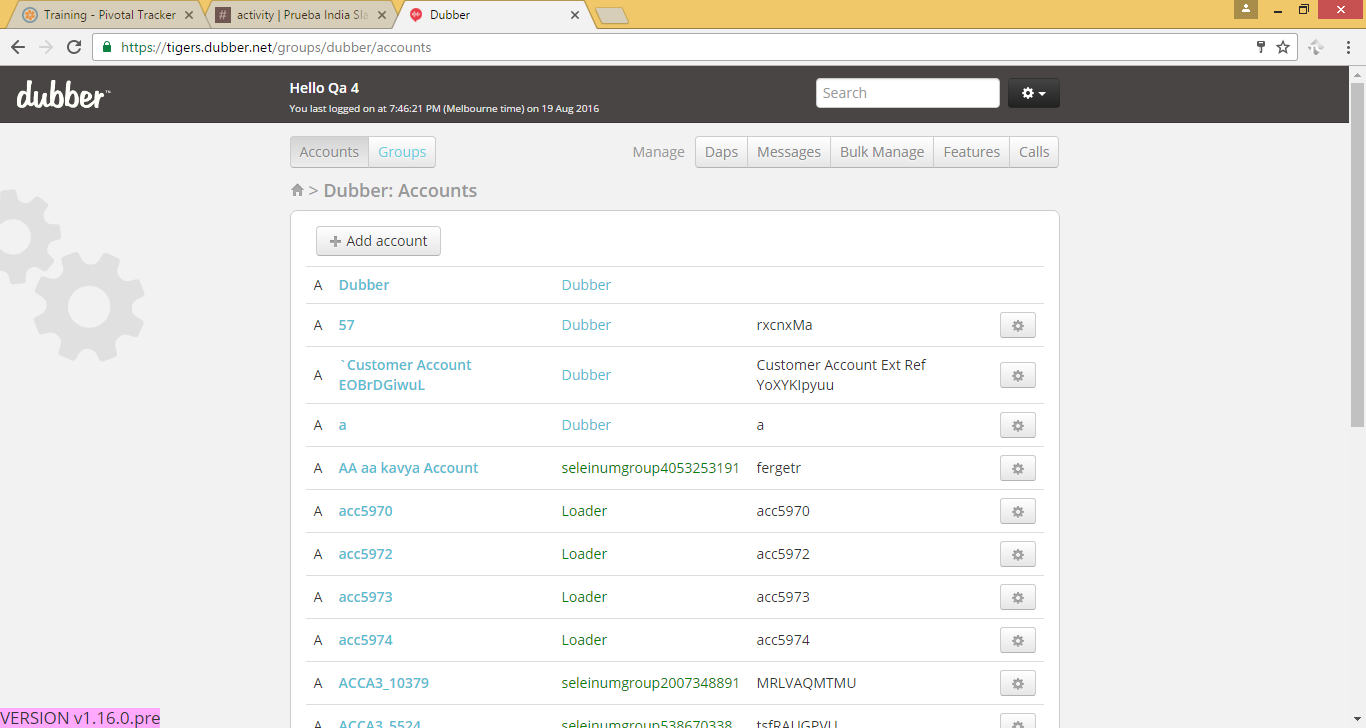 Training - Pivotal Tracker
# activity | Prueba India Sla
Dubber
https://tigers.dubber.net/groups/dubber/accounts
dubber™
Hello Qa 4
You last logged on at 7:46:21 PM (Melbourne time) on 19 Aug 2016
Search
Accounts Groups
Manage Daps Messages Bulk Manage Features Calls
> Dubber: Accounts
+ Add account
A Dubber Dubber
A 57 Dubber rxcnxMa
A `Customer Account EOBrDGiwuL Dubber Customer Account Ext Ref YoXYKIpyuu
A a Dubber a
A AA aa kavya Account seleinumgroup4053253191 fergetr
A acc5970 Loader acc5970
A acc5972 Loader acc5972
A acc5973 Loader acc5973
A acc5974 Loader acc5974
A ACCA3_10379 seleinumgroup2007348891 MRLVAQMTMU
A ACCA3_5524 seleinumgroup538670338 tsfRAUGPVU
VERSION v1.16.0.pre